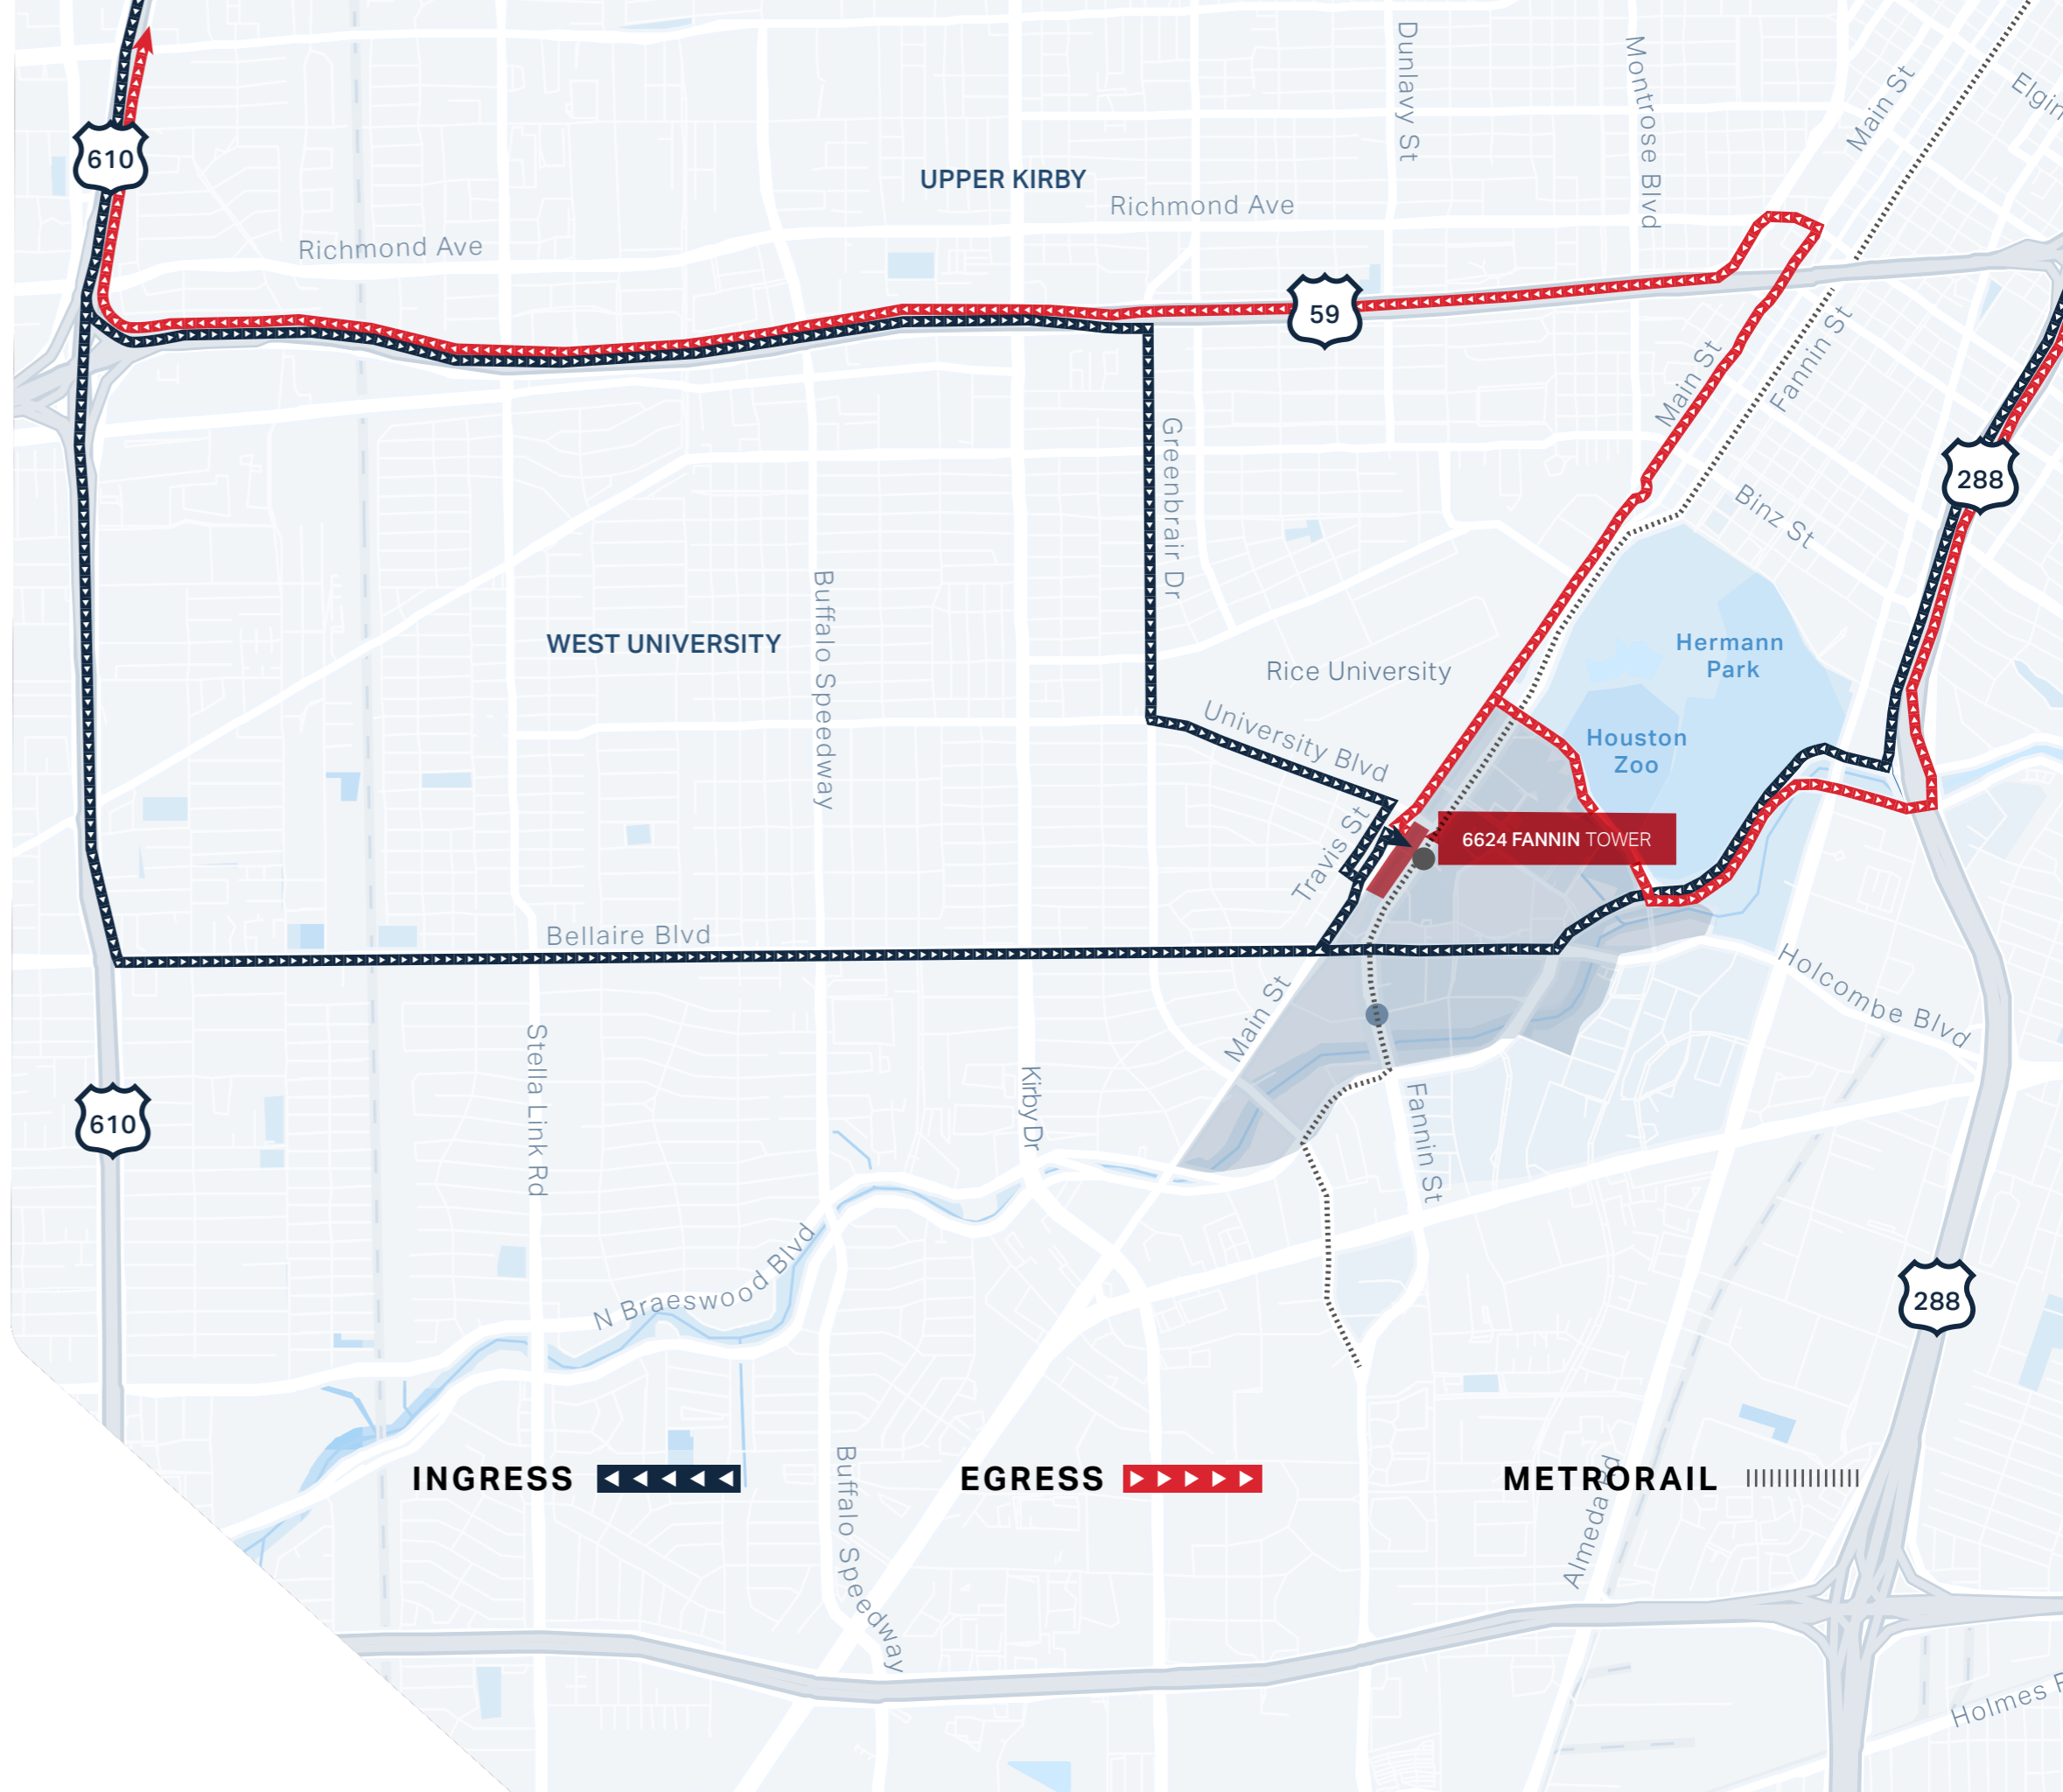 Dunlavy St
Montrose Blvd
Main St
Elgin
610
UPPER KIRBY
Richmond Ave
Richmond Ave
59
Main St
Fannin St
288
Greenbrair Dr
Binz St
Buffalo Speedway
WEST UNIVERSITY
Rice University
Hermann
Park
University Blvd
Houston
Zoo
Travis St
6624 FANNIN TOWER
Bellaire Blvd
Main St
Holcombe Blvd
Stella Link Rd
Kirby Dr
Fannin St
610
N Braeswood Blvd
288
INGRESS
EGRESS
METRORAIL
Buffalo Speedway
Almeda Rd
Holmes